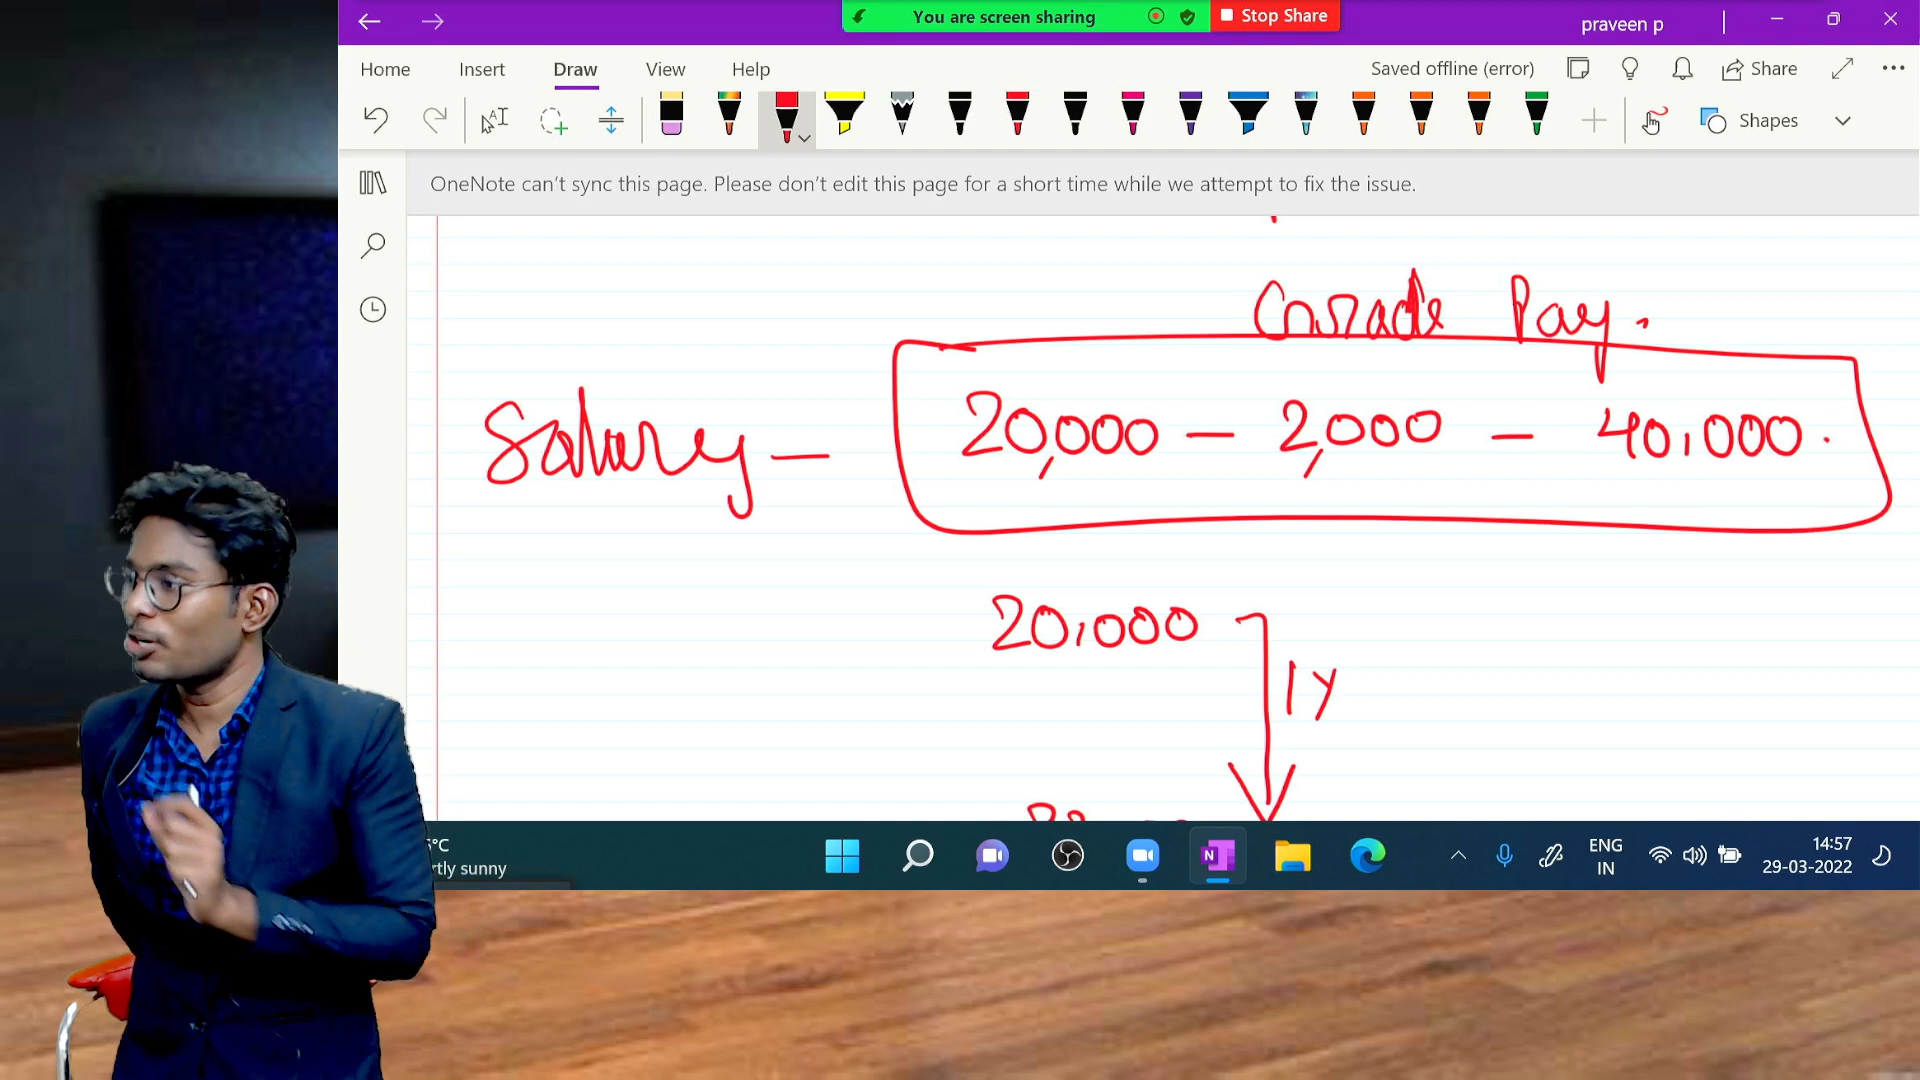 You are screen sharing Stop Share
praveen p
Home Insert Draw View Help Saved offline (error) Share
Shapes
OneNote can't sync this page. Please don't edit this page for a short time while we attempt to fix the issue.
Pay.
Salary - 20,000 - 2,000 - 40,000.
20,000
1y
°C
rtly sunny
ENG
IN
14:57
29-03-2022